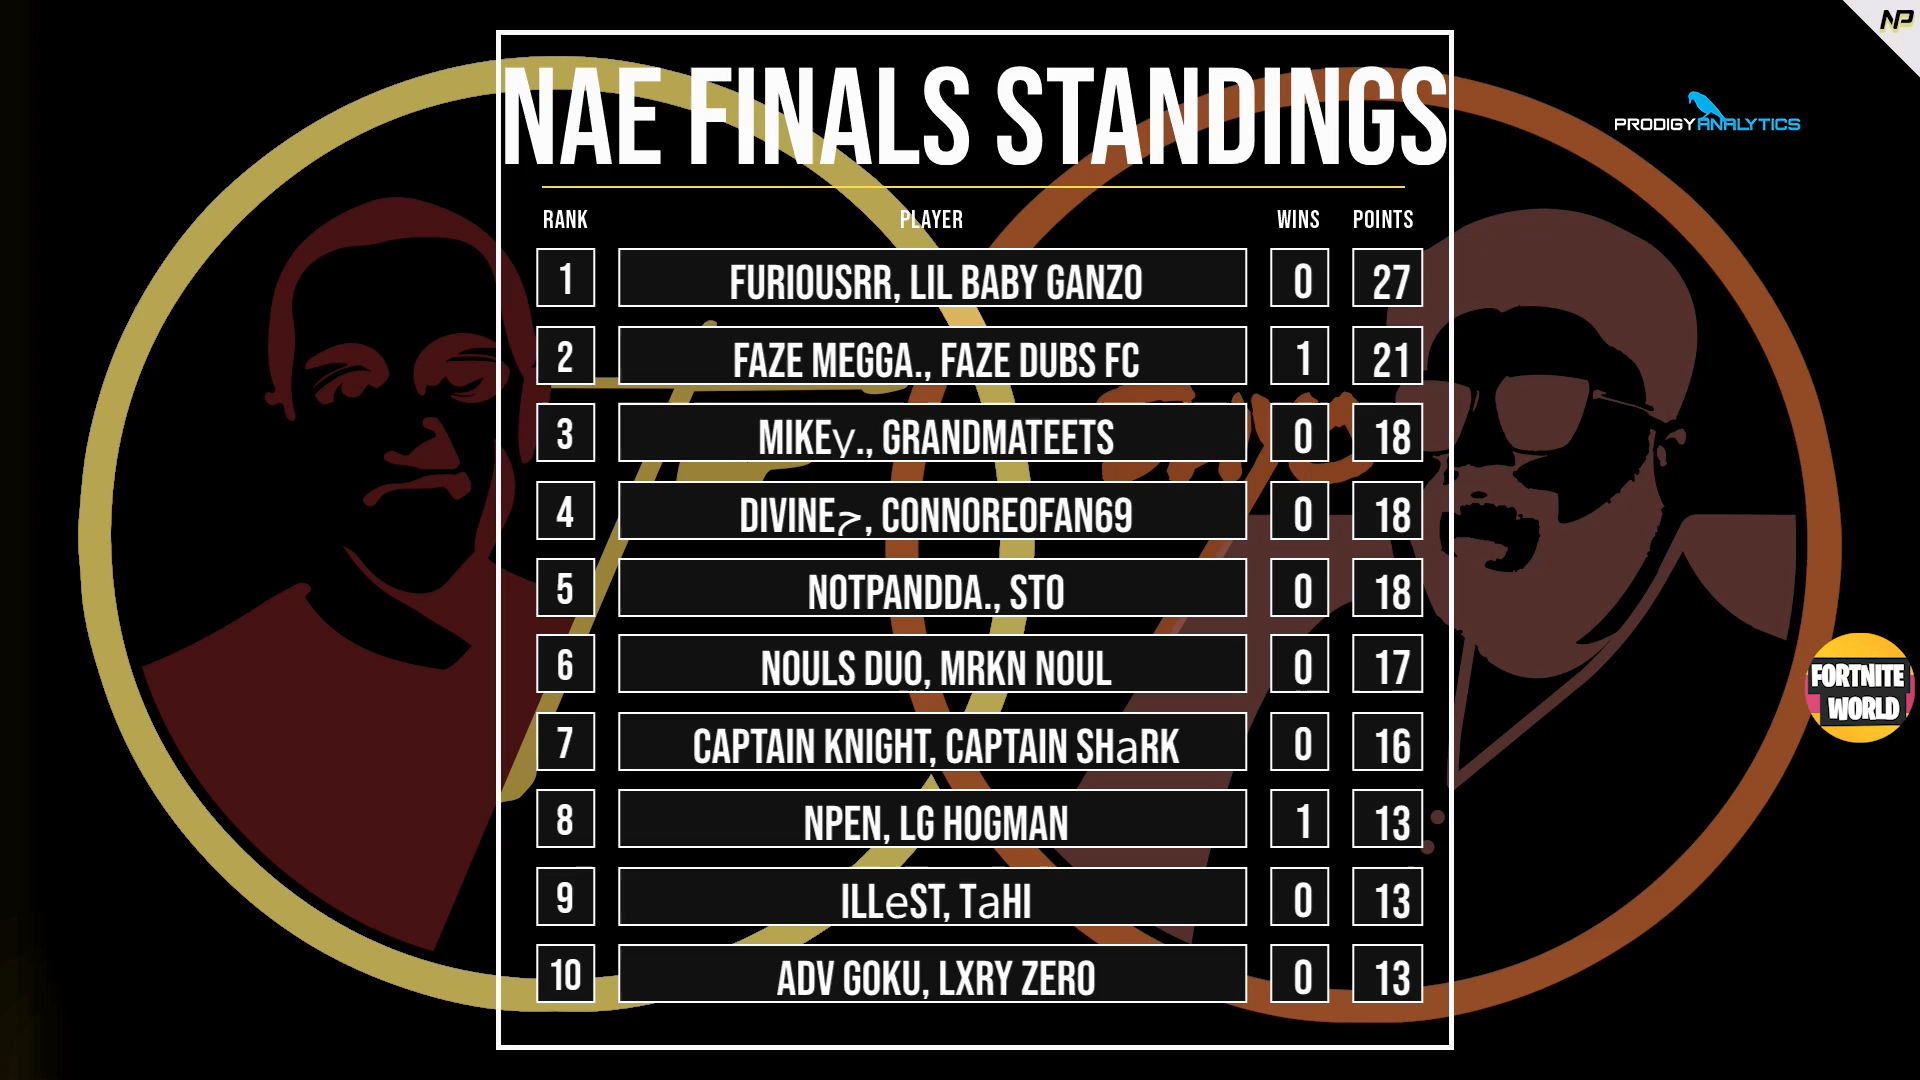 NP
NAE FINALS STANDINGS
PRODIGY ANALYTICS
RANK PLAYER WINS POINTS
1 FURIOUSRR, LIL BABY GANZO 0 27
2 FAZE MEGGA., FAZE DUBS FC 1 21
3 MIKEy., GRANDMATEETS 0 18
4 DIVINEح, CONNOREOFAN69 0 18
5 NOTPANDDA., STO 0 18
6 NOULS DUO, MRKN NOUL 0 17
7 CAPTAIN KNIGHT, CAPTAIN SHaRK 0 16
8 NPEN, LG HOGMAN 1 13
9 ILLeST, TaHI 0 13
10 ADV GOKU, LXRY ZERO 0 13
FORTNITE
WORLD